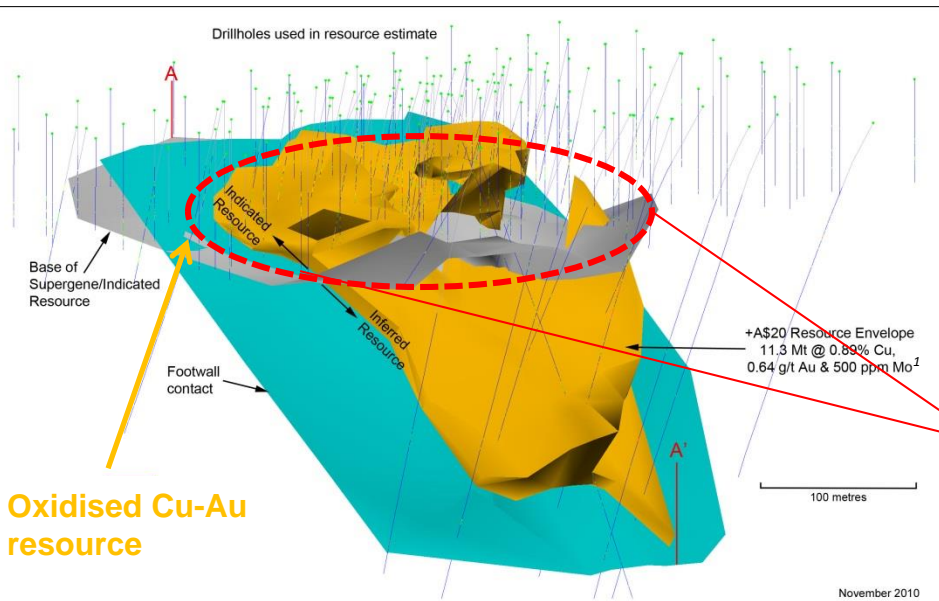 Drillholes used in resource estimate
A
Indicated
Resource
Base of
Supergene/Indicated
Resource
Inferred
Resource
+A$20 Resource Envelope
11.3 Mt @ 0.89% Cu,
0.64 g/t Au & 500 ppm Mo¹
Footwall
contact
A'
100 metres
Oxidised Cu-Au
resource
November 2010